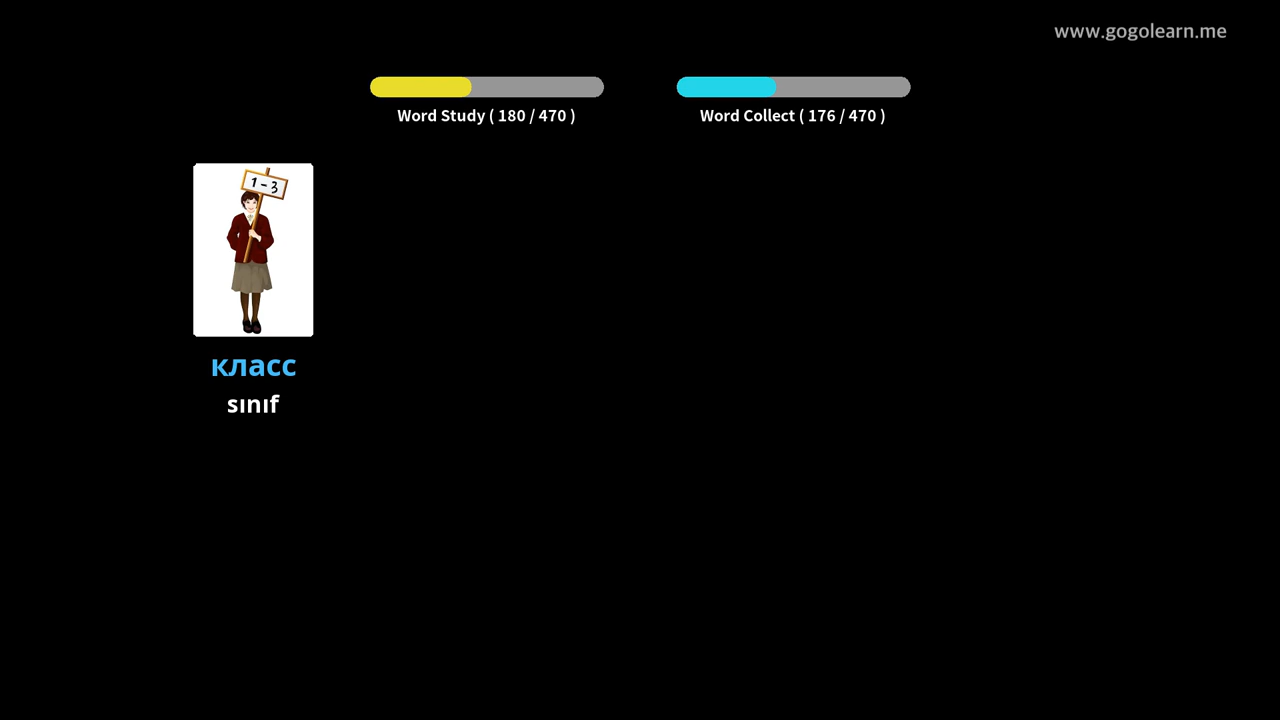 www.gogolearn.me
Word Study ( 180 / 470 )
Word Collect ( 176 / 470 )
1 - 3
класс
sınıf